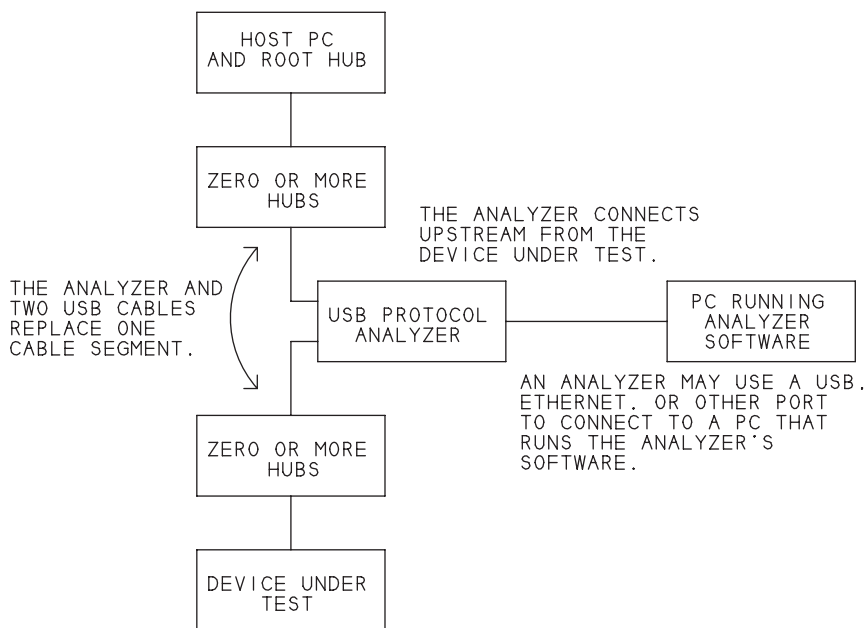 HOST PC
AND ROOT HUB
ZERO OR MORE
HUBS
THE ANALYZER CONNECTS
UPSTREAM FROM THE
DEVICE UNDER TEST.
THE ANALYZER AND
TWO USB CABLES
REPLACE ONE
CABLE SEGMENT.
USB PROTOCOL
ANALYZER
PC RUNNING
ANALYZER
SOFTWARE
AN ANALYZER MAY USE A USB.
ETHERNET. OR OTHER PORT
TO CONNECT TO A PC THAT
RUNS THE ANALYZER'S
SOFTWARE.
ZERO OR MORE
HUBS
DEVICE UNDER
TEST